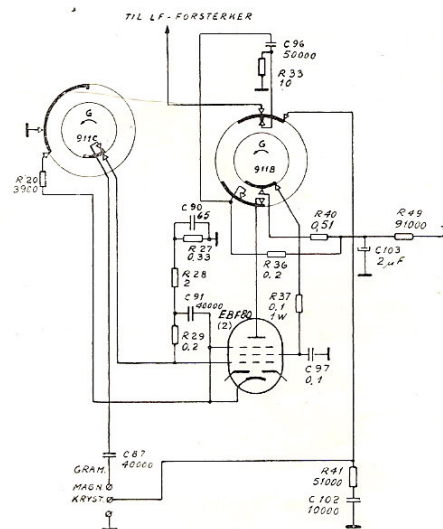 TIL LF-FORSTERKER
C 96
50000
R 33
10
G
911C
G
911B
R 20
3900
C 90
65
R 27
0,33
R 28
2
C 91
40000
R 29
0,2
R 40
0,51
R 49
91000
C 103
2 µF
R 36
0.2
R 37
0,1
1W
EBF80
(2)
C 97
0,1
C 87
40000
GRAM.
MAGN
KRYST.
R 41
51000
C 102
10000